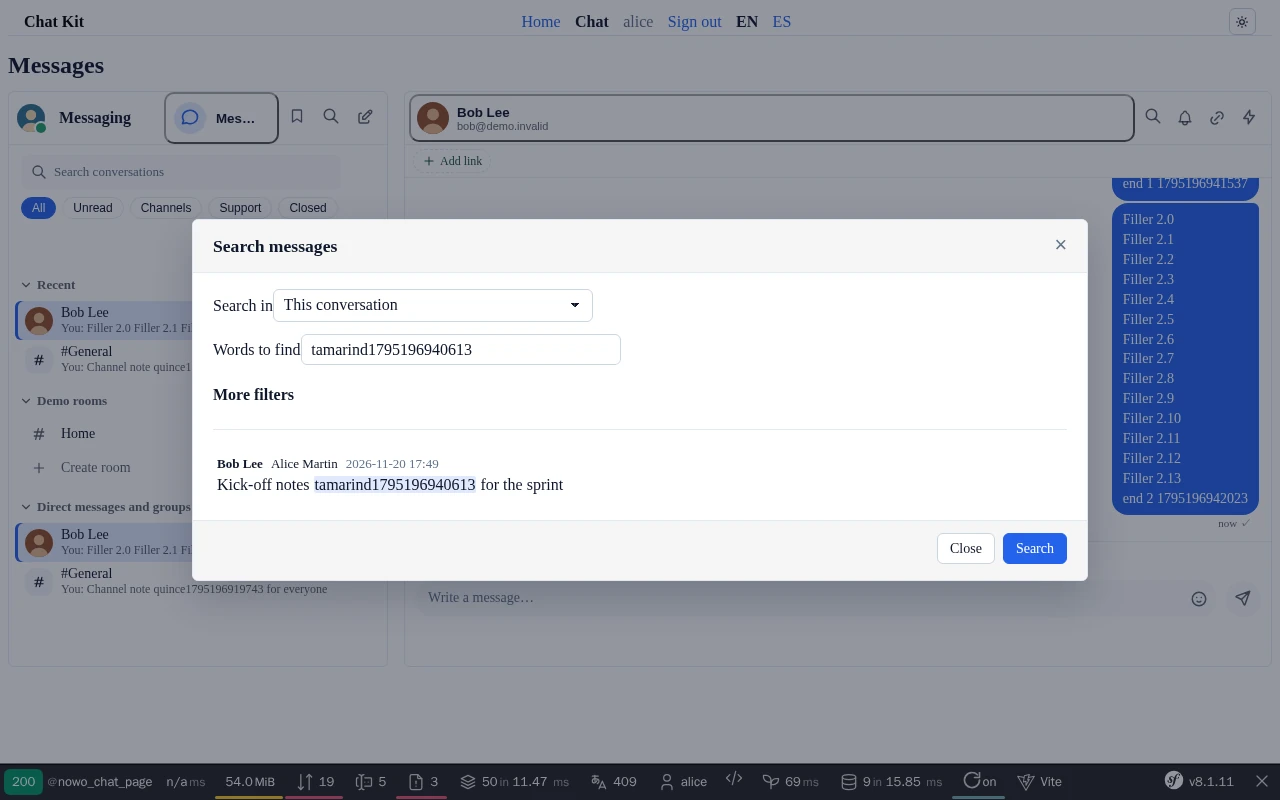 Chat Kit Home Chat alice Sign out EN ES
Messages
Messaging Mes…
Bob Lee
bob@demo.invalid
Add link
Search conversations
All Unread Channels Support Closed
end 1 1795196941537
Filler 2.0
Filler 2.1
Filler 2.2
Filler 2.3
Filler 2.4
Filler 2.5
Filler 2.6
Filler 2.7
Filler 2.8
Filler 2.9
Filler 2.10
Filler 2.11
Filler 2.12
Filler 2.13
end 2 1795196942023
now ✓
Recent
Bob Lee
You: Filler 2.0 Filler 2.1 Fi
#General
You: Channel note quince1
Demo rooms
Home
Create room
Direct messages and groups
Bob Lee
You: Filler 2.0 Filler 2.1 Fi
#General
You: Channel note quince1795196919743 for everyone
Search messages
Search in This conversation
Words to find tamarind1795196940613
More filters
Bob Lee Alice Martin 2026-11-20 17:49
Kick-off notes tamarind1795196940613 for the sprint
Close Search
Write a message…
200 @nowo_chat_page n/a ms 54.0 MiB 19 5 3 50 in 11.47 ms 409 alice 69 ms 9 in 15.85 ms on Vite v8.1.11